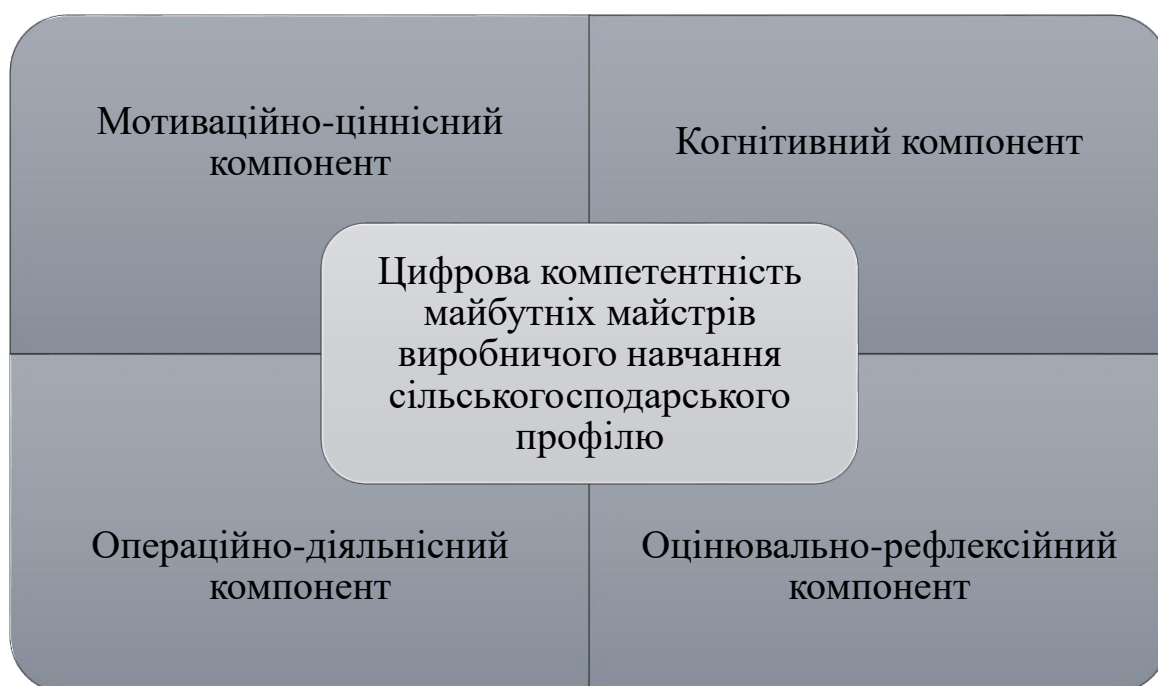 Мотиваційно-ціннісний
компонент
Когнітивний компонент
Цифрова компетентність
майбутніх майстрів
виробничого навчання
сільськогосподарського
профілю
Операційно-діяльнісний
компонент
Оцінювально-рефлексійний
компонент